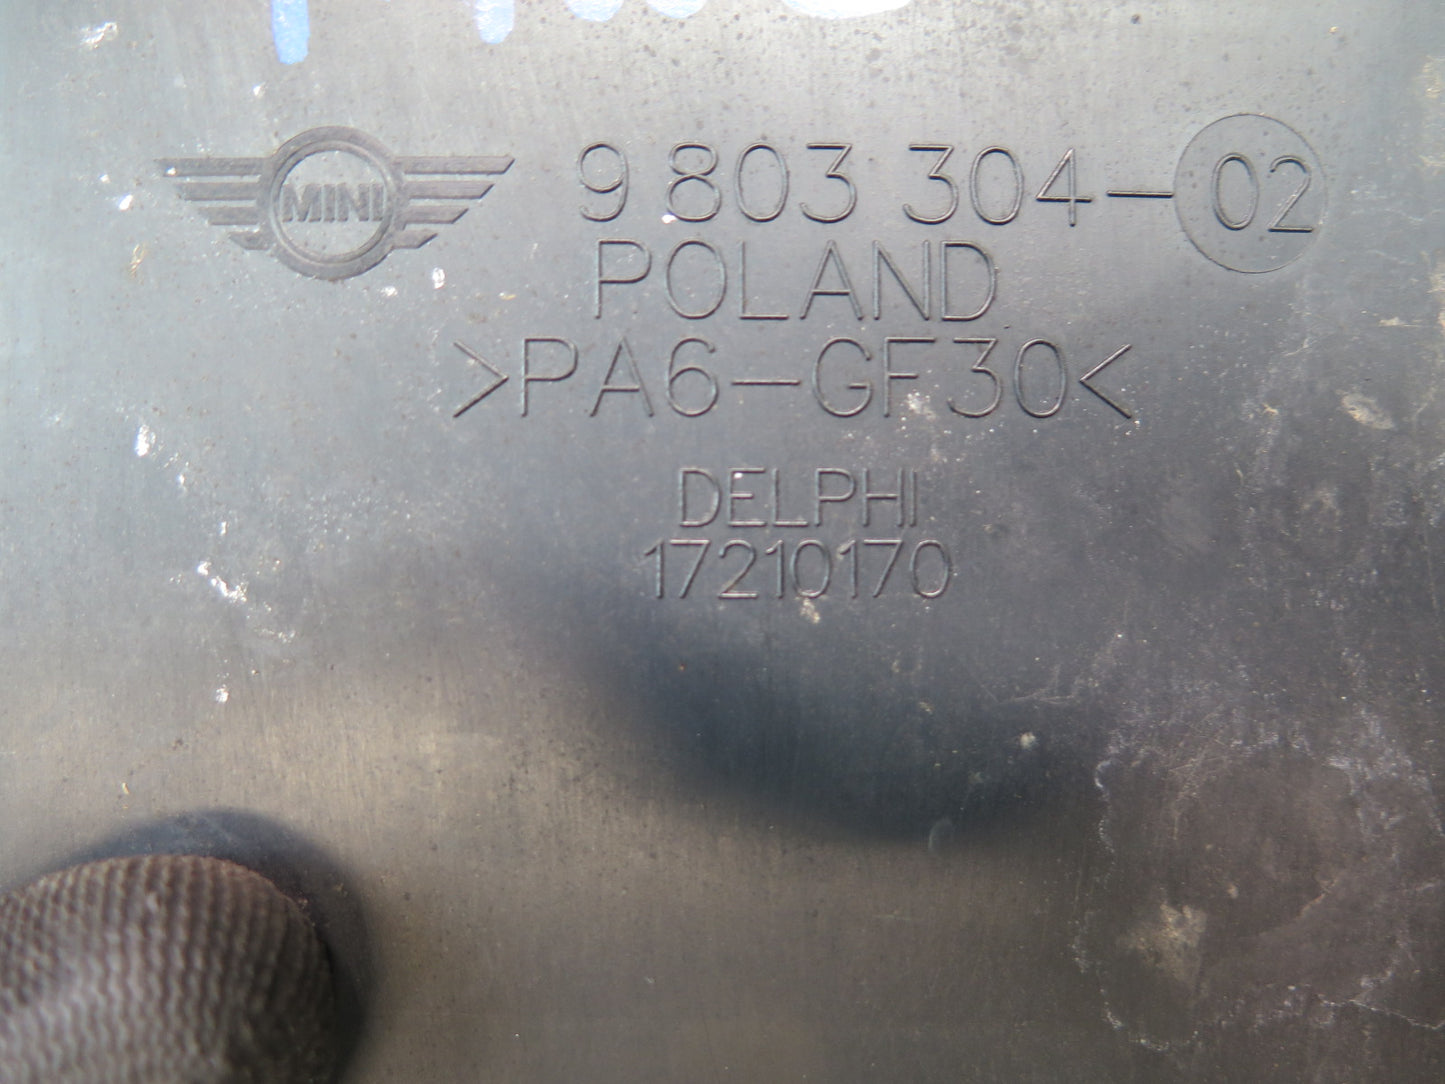 MINI 9 803 304-02
POLAND
>PA6-GF30<
DELPHI
17210170